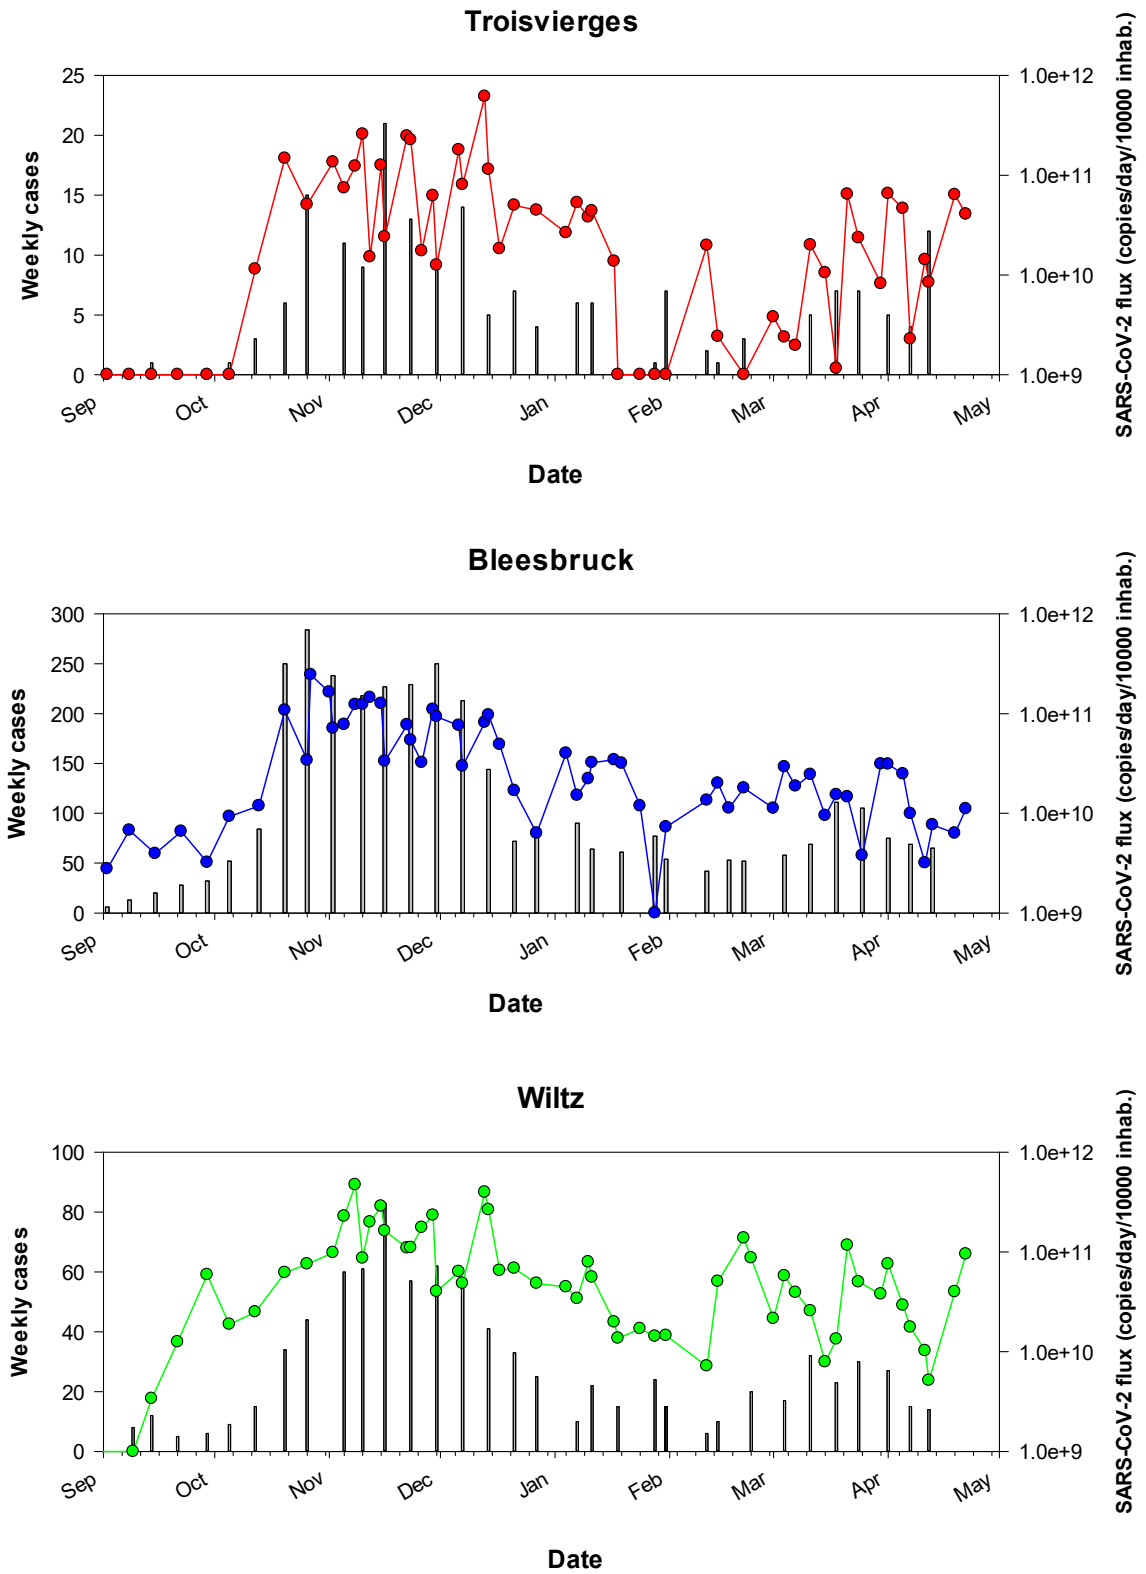 Troisvierges
25
20
15
10
5
0
Weekly cases
1.0e+12
1.0e+11
1.0e+10
1.0e+9
SARS-CoV-2 flux (copies/day/10000 inhab.)
Sep Oct Nov Dec Jan Feb Mar Apr May
Date
Bleesbruck
300
250
200
150
100
50
0
Weekly cases
1.0e+12
1.0e+11
1.0e+10
1.0e+9
SARS-CoV-2 flux (copies/day/10000 inhab.)
Sep Oct Nov Dec Jan Feb Mar Apr May
Date
Wiltz
100
80
60
40
20
0
Weekly cases
1.0e+12
1.0e+11
1.0e+10
1.0e+9
SARS-CoV-2 flux (copies/day/10000 inhab.)
Sep Oct Nov Dec Jan Feb Mar Apr May
Date